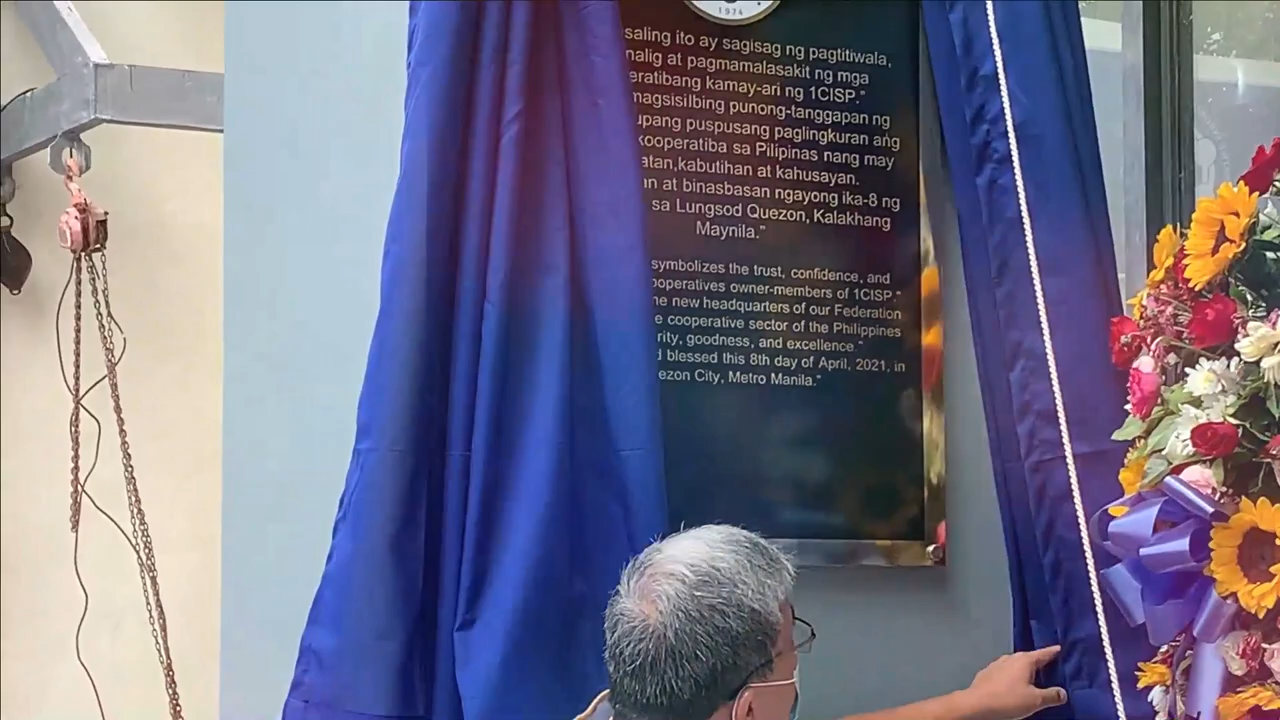 1974
saling ito ay sagisag ng pagtitiwala,
nalig at pagmamalasakit ng mga
eratibang kamay-ari ng 1CISP."
magsisilbing punong-tanggapan ng
upang puspusang paglingkuran ang
kooperatiba sa Pilipinas nang may
atan,kabutihan at kahusayan.
an at binasbasan ngayong ika-8 ng
sa Lungsod Quezon, Kalakhang
Maynila."
symbolizes the trust, confidence, and
ooperatives owner-members of 1CISP."
he new headquarters of our Federation
e cooperative sector of the Philippines
rity, goodness, and excellence."
d blessed this 8th day of April, 2021, in
ezon City, Metro Manila."